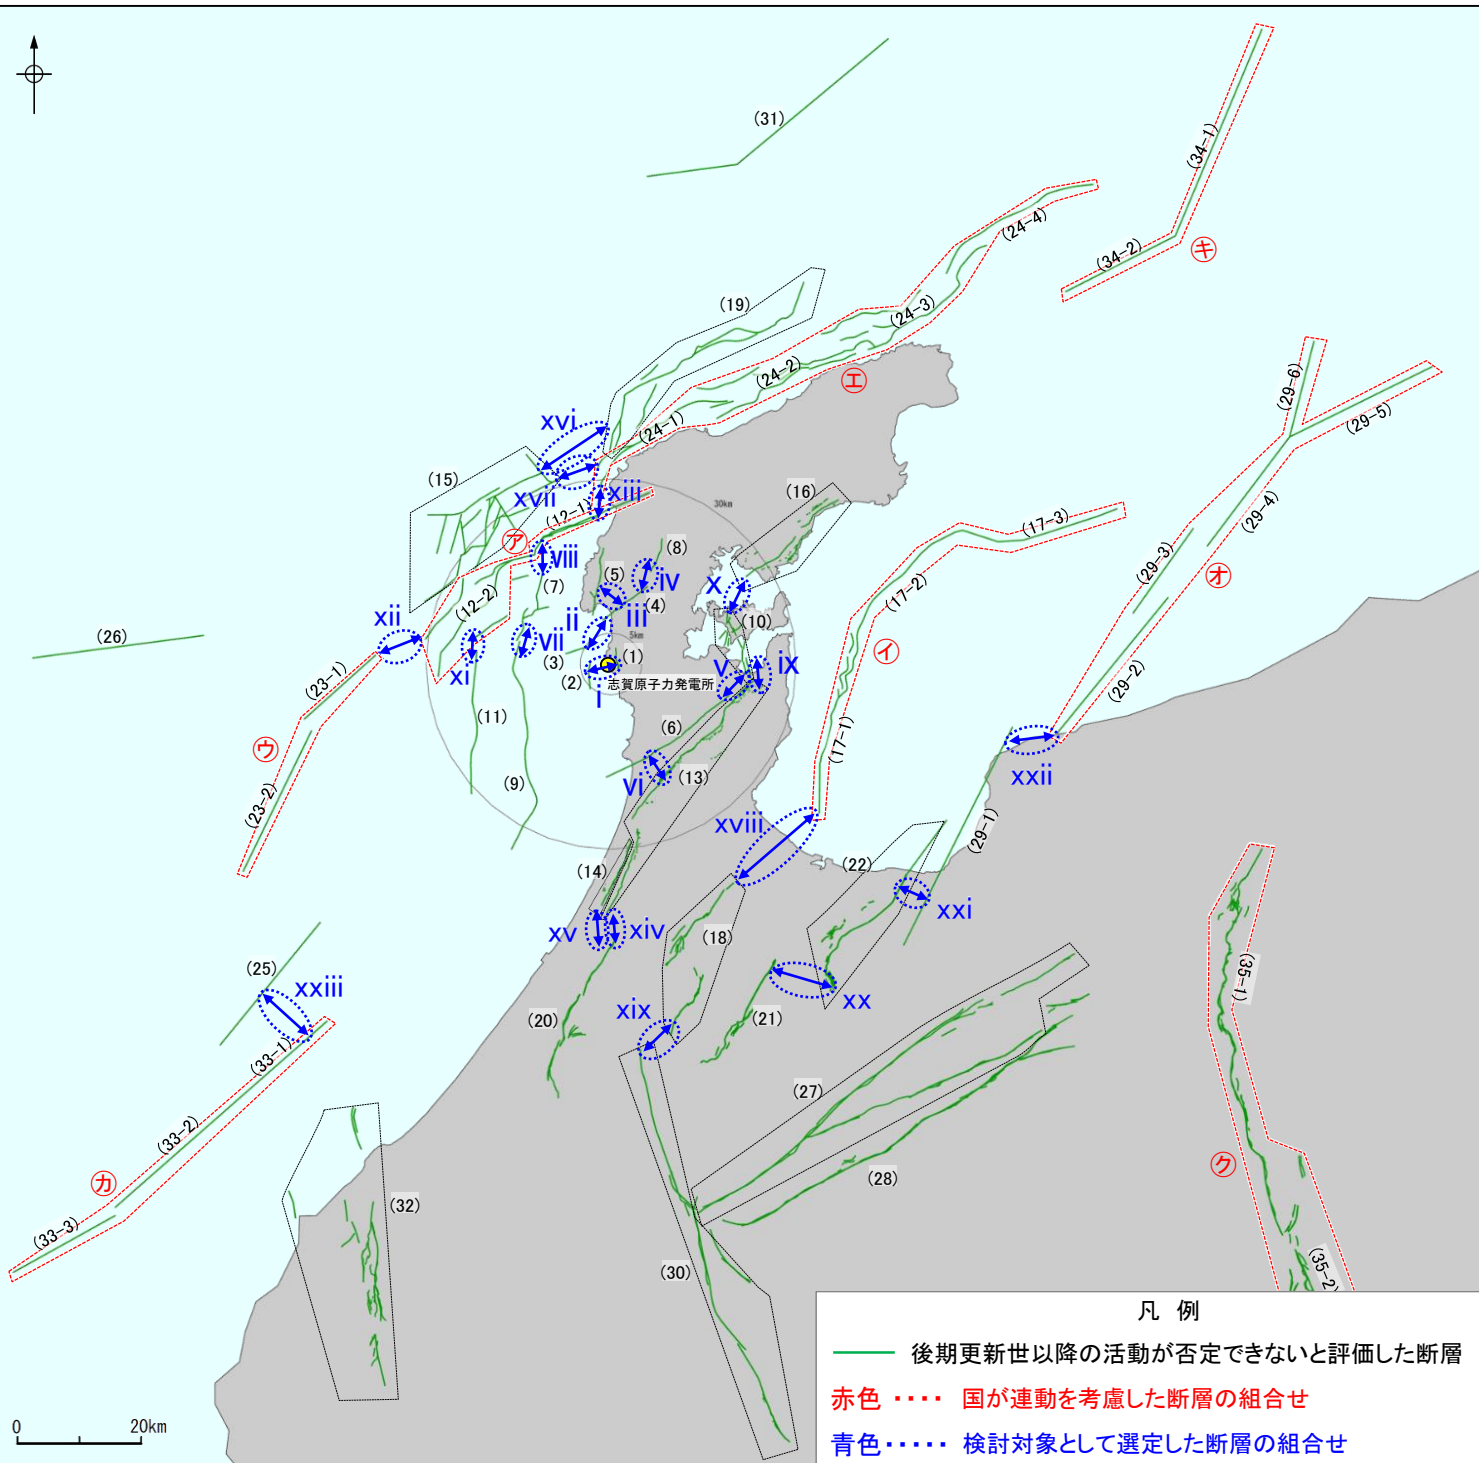 (31)
(34-1)
(24-4)
(34-2)
キ
(19)
(24-3)
(24-2)
エ
(29-6)
(29-5)
xvi
(24-1)
(15)
xvii
xiii
(16)
30km
(29-4)
(12-1)
(17-3)
ア
viii
(8)
(29-3)
オ
(7)
(5)
iv
x
(17-2)
(12-2)
(4)
xii
ii
iii
(10)
(26)
5km
イ
vii
(3)
(1)
xi
(2)
志賀原子力発電所
v
ix
(29-2)
(23-1)
i
(11)
(6)
(17-1)
ウ
(9)
vi
(13)
xxii
(23-2)
xviii
(29-1)
(14)
(22)
xxi
xv
xiv
(18)
(25)
xxiii
xx
(35-1)
xix
(20)
(21)
(33-1)
(27)
(33-2)
カ
(28)
ク
(32)
(33-3)
(30)
(35-2)
凡 例
後期更新世以降の活動が否定できないと評価した断層
赤色 ‥‥ 国が連動を考慮した断層の組合せ
青色‥‥‥ 検討対象として選定した断層の組合せ
0 20km